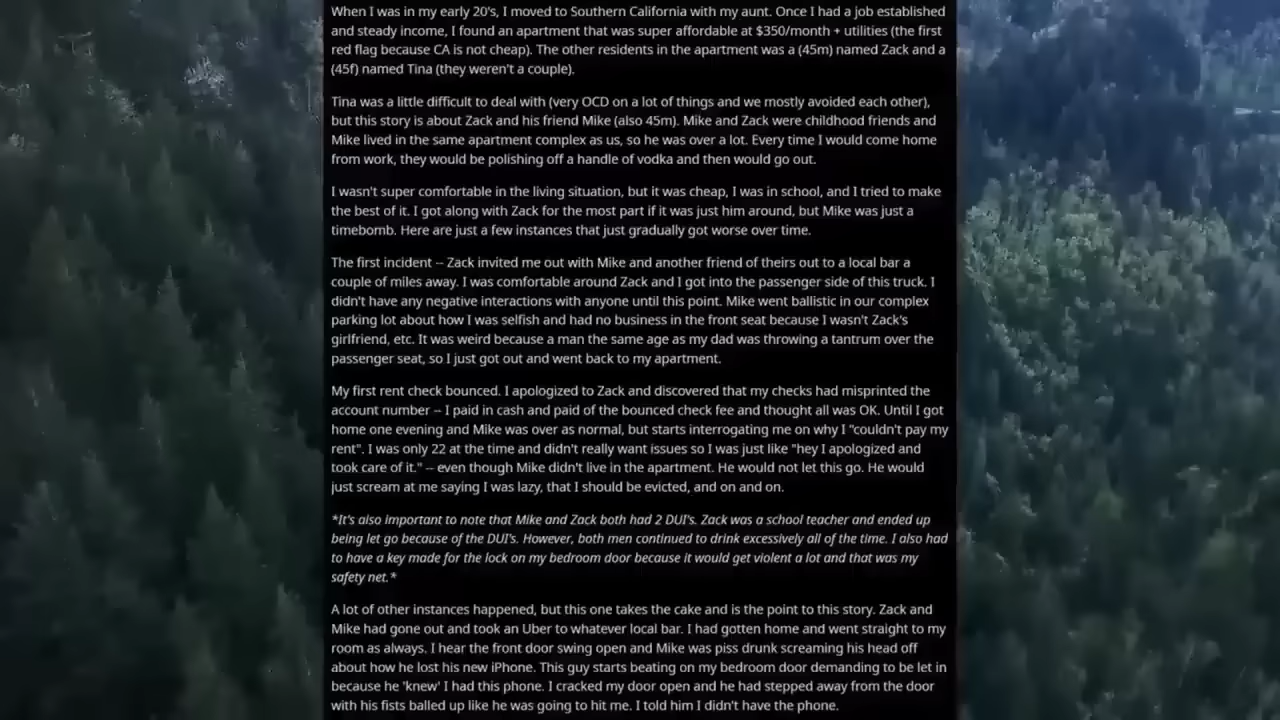 When I was in my early 20's, I moved to Southern California with my aunt. Once I had a job established
and steady income, I found an apartment that was super affordable at $350/month + utilities (the first
red flag because CA is not cheap). The other residents in the apartment was a (45m) named Zack and a
(45f) named Tina (they weren't a couple).
Tina was a little difficult to deal with (very OCD on a lot of things and we mostly avoided each other),
but this story is about Zack and his friend Mike (also 45m). Mike and Zack were childhood friends and
Mike lived in the same apartment complex as us, so he was over a lot. Every time I would come home
from work, they would be polishing off a handle of vodka and then would go out.
I wasn't super comfortable in the living situation, but it was cheap, I was in school, and I tried to make
the best of it. I got along with Zack for the most part if it was just him around, but Mike was just a
timebomb. Here are just a few instances that just gradually got worse over time.
The first incident -- Zack invited me out with Mike and another friend of theirs out to a local bar a
couple of miles away. I was comfortable around Zack and I got into the passenger side of this truck. I
didn't have any negative interactions with anyone until this point. Mike went ballistic in our complex
parking lot about how I was selfish and had no business in the front seat because I wasn't Zack's
girlfriend, etc. It was weird because a man the same age as my dad was throwing a tantrum over the
passenger seat, so I just got out and went back to my apartment.
My first rent check bounced. I apologized to Zack and discovered that my checks had misprinted the
account number -- I paid in cash and paid of the bounced check fee and thought all was OK. Until I got
home one evening and Mike was over as normal, but starts interrogating me on why I "couldn't pay my
rent". I was only 22 at the time and didn't really want issues so I was just like "hey I apologized and
took care of it." -- even though Mike didn't live in the apartment. He would not let this go. He would
just scream at me saying I was lazy, that I should be evicted, and on and on.
*It's also important to note that Mike and Zack both had 2 DUI's. Zack was a school teacher and ended up
being let go because of the DUI's. However, both men continued to drink excessively all of the time. I also had
to have a key made for the lock on my bedroom door because it would get violent a lot and that was my
safety net.*
A lot of other instances happened, but this one takes the cake and is the point to this story. Zack and
Mike had gone out and took an Uber to whatever local bar. I had gotten home and went straight to my
room as always. I hear the front door swing open and Mike was piss drunk screaming his head off
about how he lost his new iPhone. This guy starts beating on my bedroom door demanding to be let in
because he 'knew' I had this phone. I cracked my door open and he had stepped away from the door
with his fists balled up like he was going to hit me. I told him I didn't have the phone.